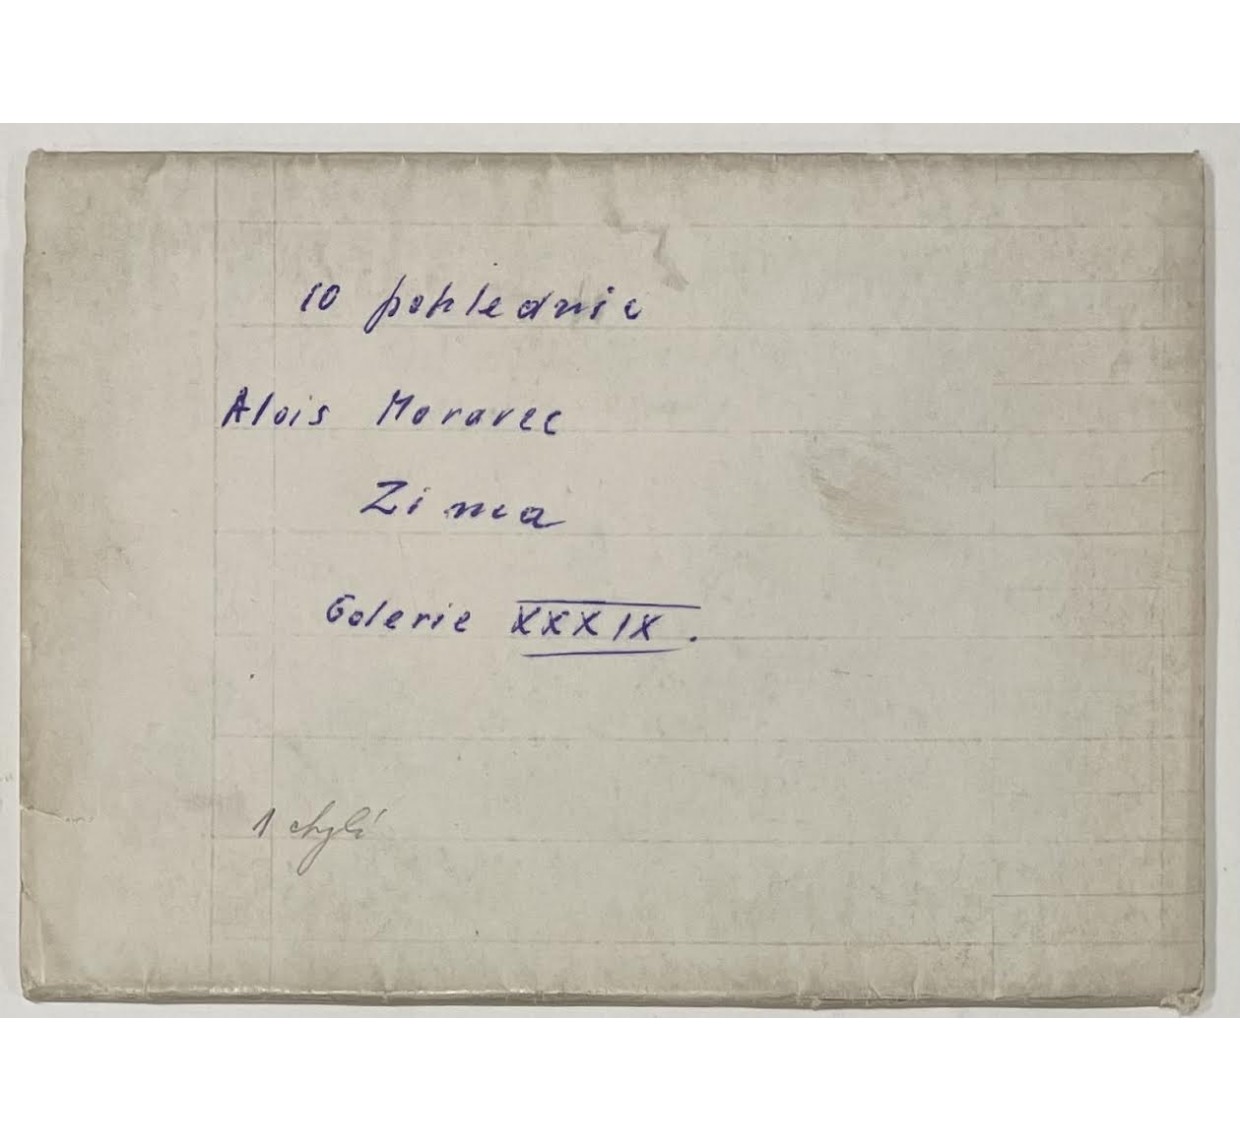 10 pohlednic
Alois Moravec
Zima
Galerie XXXIX.
1 chybí